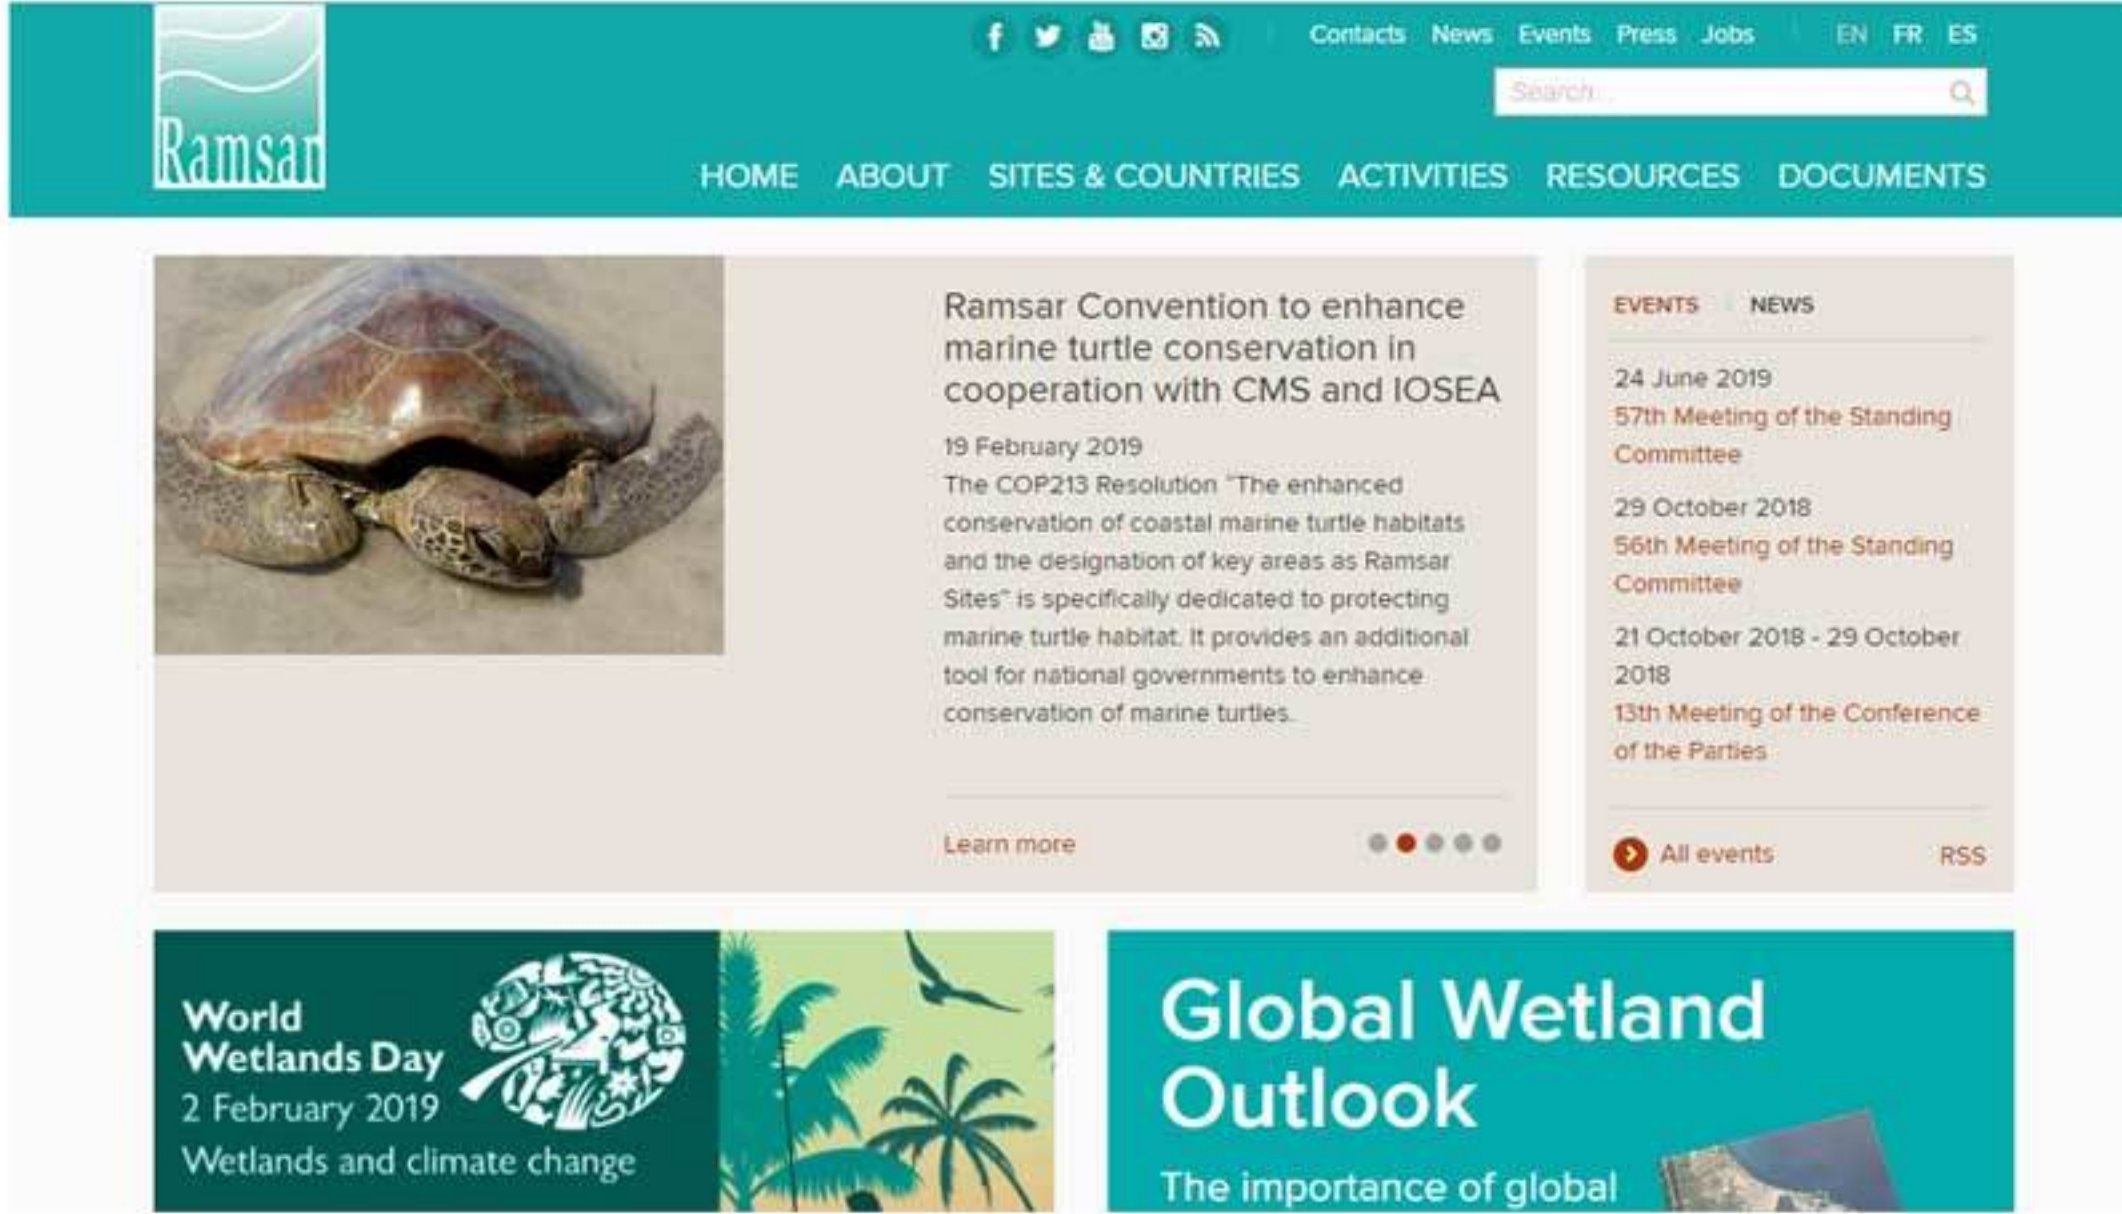 Contacts News Events Press Jobs EN FR ES
Search...
Ramsar
HOME ABOUT SITES & COUNTRIES ACTIVITIES RESOURCES DOCUMENTS
Ramsar Convention to enhance
marine turtle conservation in
cooperation with CMS and IOSEA
19 February 2019
The COP213 Resolution "The enhanced
conservation of coastal marine turtle habitats
and the designation of key areas as Ramsar
Sites" is specifically dedicated to protecting
marine turtle habitat. It provides an additional
tool for national governments to enhance
conservation of marine turtles.
Learn more
EVENTS NEWS
24 June 2019
57th Meeting of the Standing
Committee
29 October 2018
56th Meeting of the Standing
Committee
21 October 2018 - 29 October
2018
13th Meeting of the Conference
of the Parties
All events RSS
World
Wetlands Day
2 February 2019
Wetlands and climate change
Global Wetland
Outlook
The importance of global